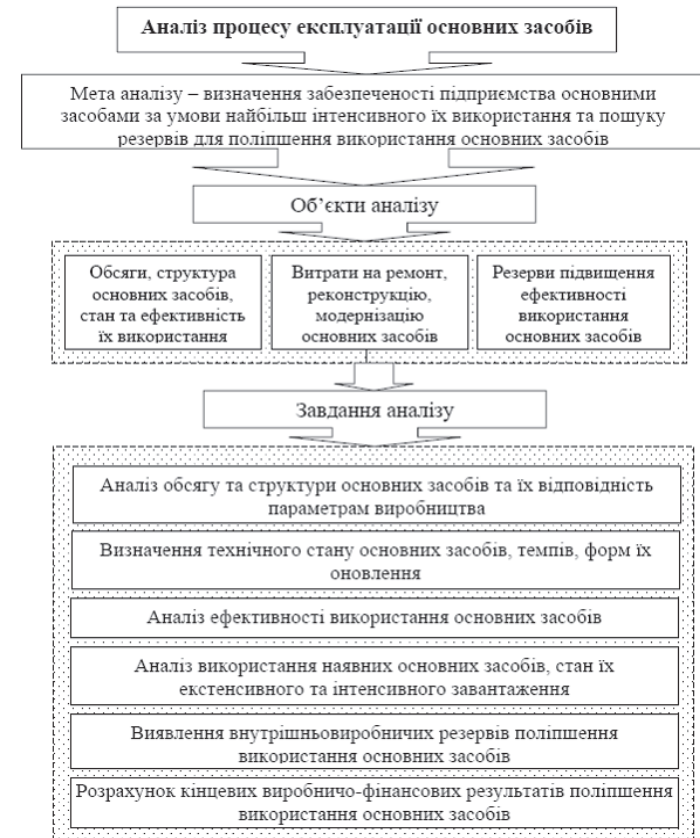 Аналіз процесу експлуатації основних засобів
Мета аналізу – визначення забезпеченості підприємства основними
засобами за умови найбільш інтенсивного їх використання та пошуку
резервів для поліпшення використання основних засобів
Об’єкти аналізу
Обсяги, структура
основних засобів,
стан та ефективність
їх використання
Витрати на ремонт,
реконструкцію,
модернізацію
основних засобів
Резерви підвищення
ефективності
використання
основних засобів
Завдання аналізу
Аналіз обсягу та структури основних засобів та їх відповідність
параметрам виробництва
Визначення технічного стану основних засобів, темпів, форм їх
оновлення
Аналіз ефективності використання основних засобів
Аналіз використання наявних основних засобів, стан їх
екстенсивного та інтенсивного завантаження
Виявлення внутрішньовиробничих резервів поліпшення
використання основних засобів
Розрахунок кінцевих виробничо-фінансових результатів поліпшення
використання основних засобів